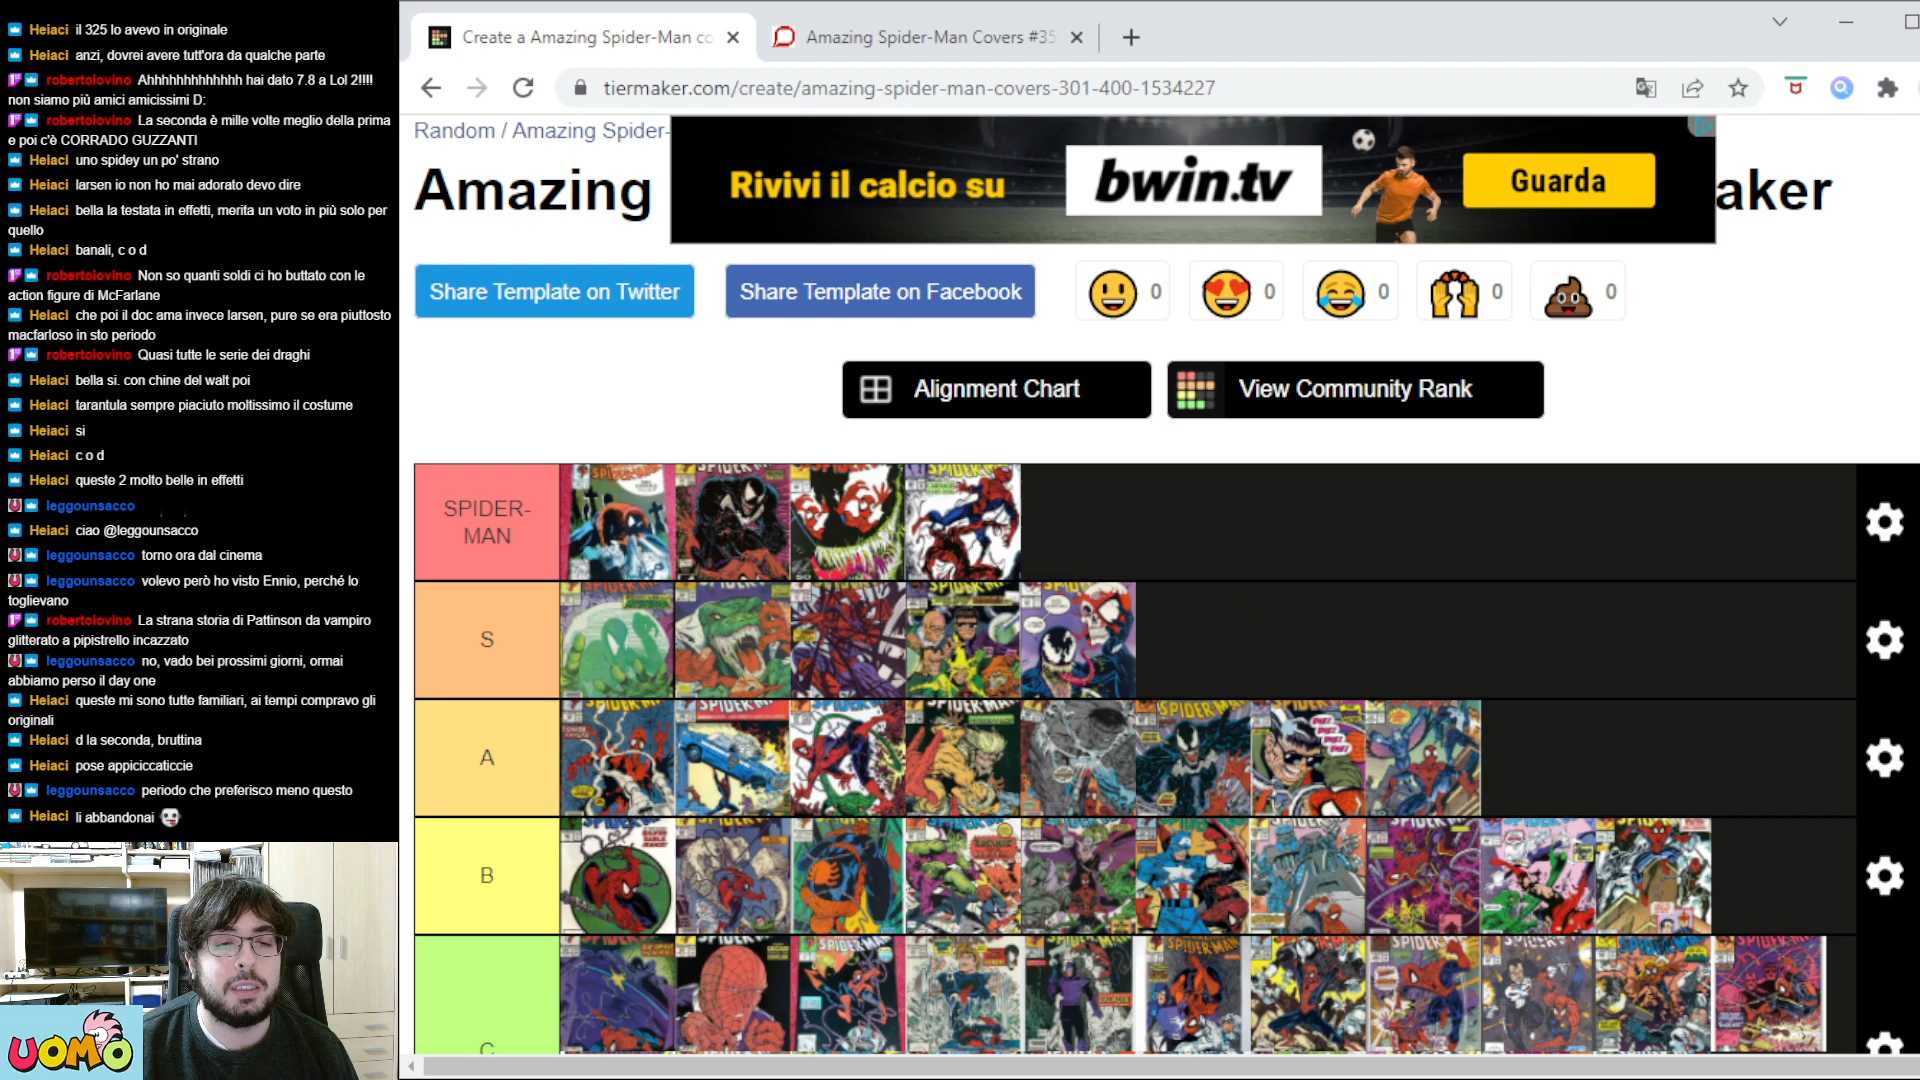 Heiaci il 325 lo avevo in originale
Heiaci anzi, dovrei avere tutt'ora da qualche parte
robertoiovino Ahhhhhhhhhhhhh hai dato 7.8 a Lol 2!!!!
non siamo più amici amicissimi D:
robertoiovino La seconda è mille volte meglio della prima
e poi c'è CORRADO GUZZANTI
Heiaci uno spidey un po' strano
Heiaci larsen io non ho mai adorato devo dire
Heiaci bella la testata in effetti, merita un voto in più solo per
quello
Heiaci banali, c o d
robertoiovino Non so quanti soldi ci ho buttato con le
action figure di McFarlane
Heiaci che poi il doc ama invece larsen, pure se era piuttosto
macfarloso in sto periodo
robertoiovino Quasi tutte le serie dei draghi
Heiaci bella si. con chine del walt poi
Heiaci tarantula sempre piaciuto moltissimo il costume
Heiaci si
Heiaci c o d
Heiaci queste 2 molto belle in effetti
leggounsacco
Heiaci ciao @leggounsacco
leggounsacco torno ora dal cinema
leggounsacco volevo però ho visto Ennio, perché lo
toglievano
robertoiovino La strana storia di Pattinson da vampiro
glitterato a pipistrello incazzato
leggounsacco no, vado bei prossimi giorni, ormai
abbiamo perso il day one
Heiaci queste mi sono tutte familiari, ai tempi compravo gli
originali
Heiaci d la seconda, bruttina
Heiaci pose appiciccaticcie
leggounsacco periodo che preferisco meno questo
Heiaci li abbandonai
UOMO
Create a Amazing Spider-Man co
Amazing Spider-Man Covers #35
tiermaker.com/create/amazing-spider-man-covers-301-400-1534227
Random / Amazing Spider-
Amazing
aker
Rivivi il calcio su
bwin.tv
Guarda
Share Template on Twitter
Share Template on Facebook
0
0
0
0
0
Alignment Chart
View Community Rank
SPIDER-
MAN
S
A
B
C